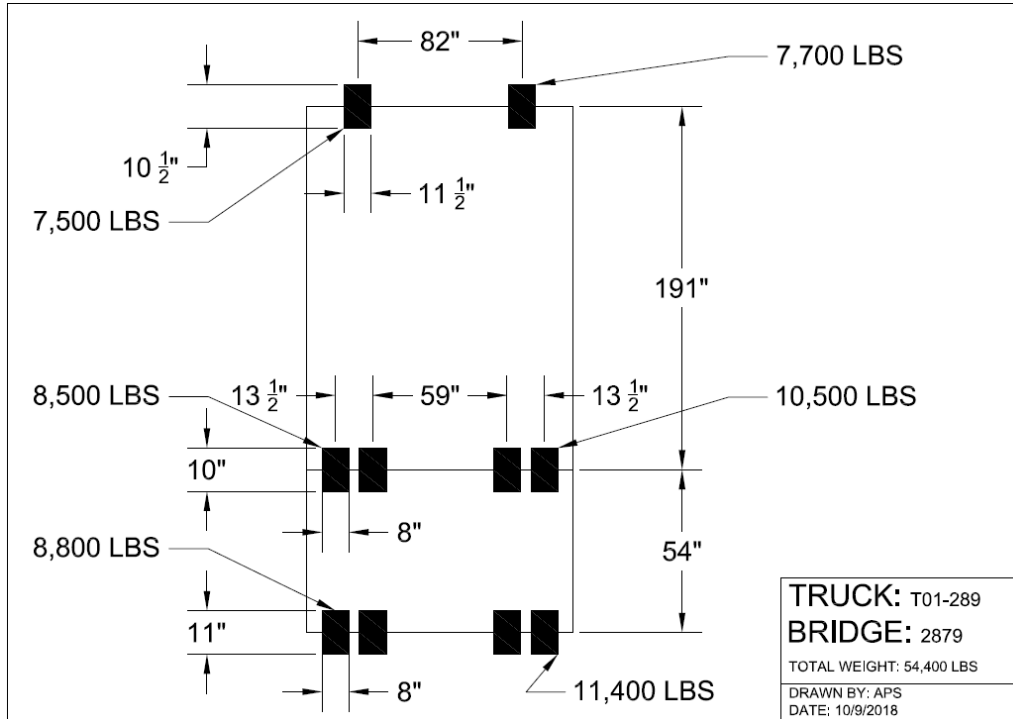 82"
7,700 LBS
10 1/2"
11 1/2"
7,500 LBS
191"
8,500 LBS
13 1/2"
59"
13 1/2"
10,500 LBS
10"
8"
54"
8,800 LBS
11"
8"
11,400 LBS
TRUCK: T01-289
BRIDGE: 2879
TOTAL WEIGHT: 54,400 LBS
DRAWN BY: APS
DATE: 10/9/2018